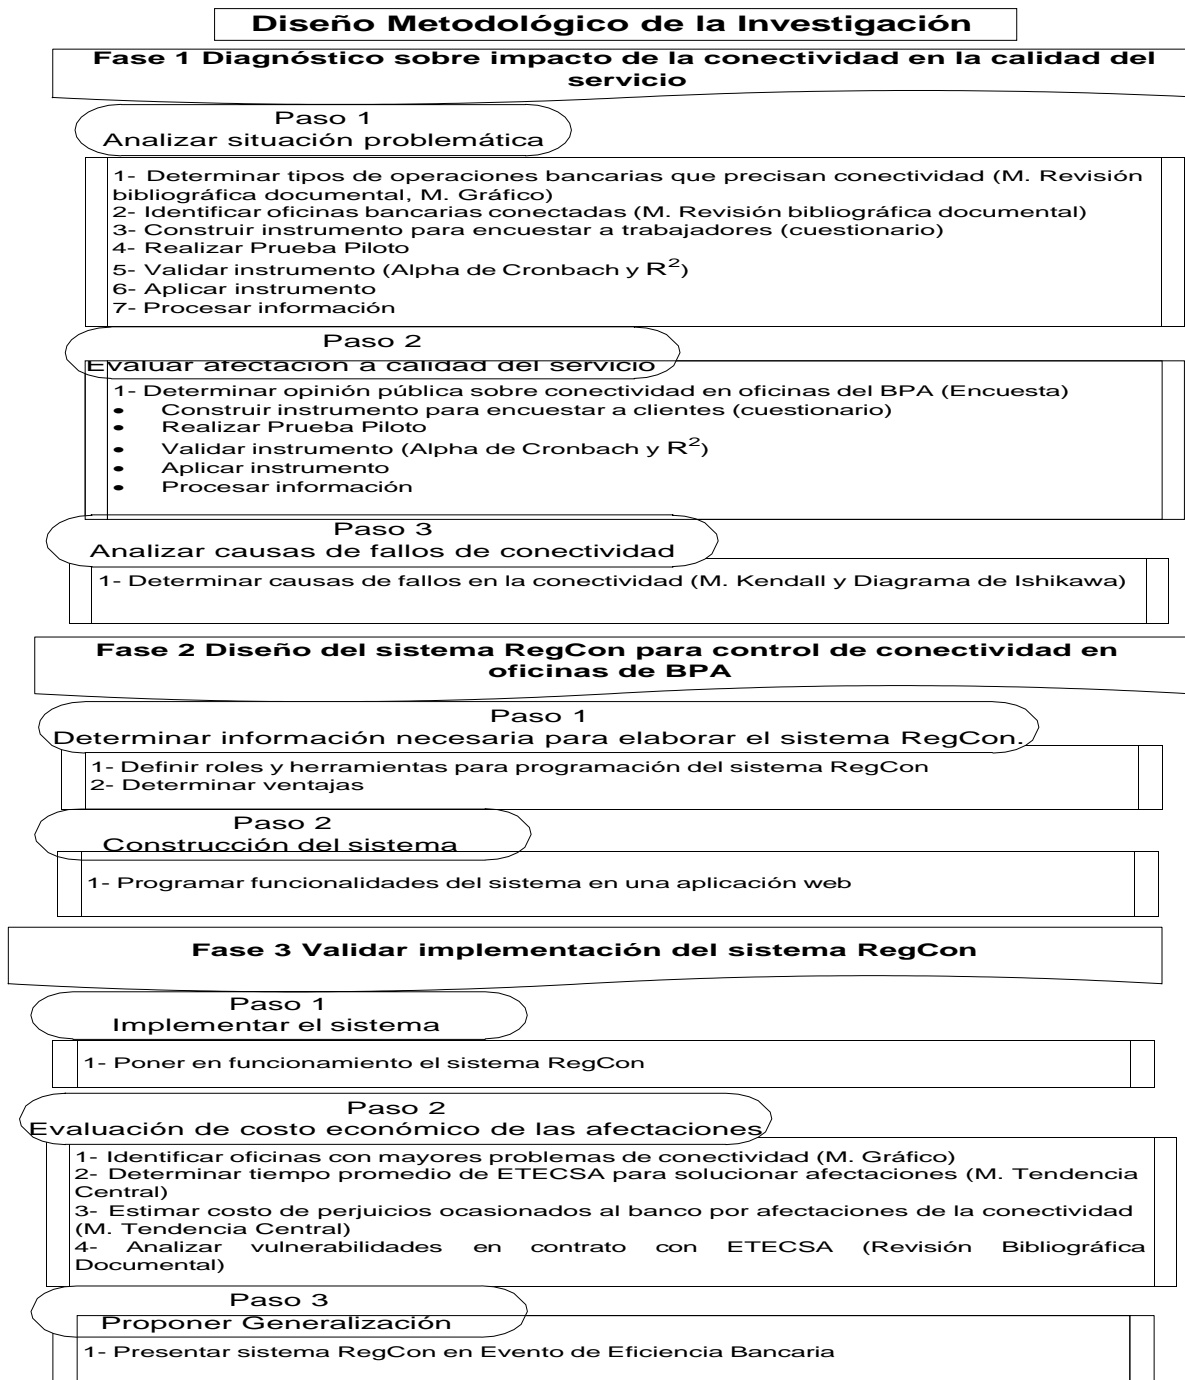 Diseño Metodológico de la Investigación
Fase 1 Diagnóstico sobre impacto de la conectividad en la calidad del
servicio
Paso 1
Analizar situación problemática
1- Determinar tipos de operaciones bancarias que precisan conectividad (M. Revisión
bibliográfica documental, M. Gráfico)
2- Identificar oficinas bancarias conectadas (M. Revisión bibliográfica documental)
3- Construir instrumento para encuestar a trabajadores (cuestionario)
4- Realizar Prueba Piloto
5- Validar instrumento (Alpha de Cronbach y R²)
6- Aplicar instrumento
7- Procesar información
Paso 2
Evaluar afectación a calidad del servicio
1- Determinar opinión pública sobre conectividad en oficinas del BPA (Encuesta)
• Construir instrumento para encuestar a clientes (cuestionario)
• Realizar Prueba Piloto
• Validar instrumento (Alpha de Cronbach y R²)
• Aplicar instrumento
• Procesar información
Paso 3
Analizar causas de fallos de conectividad
1- Determinar causas de fallos en la conectividad (M. Kendall y Diagrama de Ishikawa)
Fase 2 Diseño del sistema RegCon para control de conectividad en
oficinas de BPA
Paso 1
Determinar información necesaria para elaborar el sistema RegCon.
1- Definir roles y herramientas para programación del sistema RegCon
2- Determinar ventajas
Paso 2
Construcción del sistema
1- Programar funcionalidades del sistema en una aplicación web
Fase 3 Validar implementación del sistema RegCon
Paso 1
Implementar el sistema
1- Poner en funcionamiento el sistema RegCon
Paso 2
Evaluación de costo económico de las afectaciones
1- Identificar oficinas con mayores problemas de conectividad (M. Gráfico)
2- Determinar tiempo promedio de ETECSA para solucionar afectaciones (M. Tendencia
Central)
3- Estimar costo de perjuicios ocasionados al banco por afectaciones de la conectividad
(M. Tendencia Central)
4- Analizar vulnerabilidades en contrato con ETECSA (Revisión Bibliográfica
Documental)
Paso 3
Proponer Generalización
1- Presentar sistema RegCon en Evento de Eficiencia Bancaria